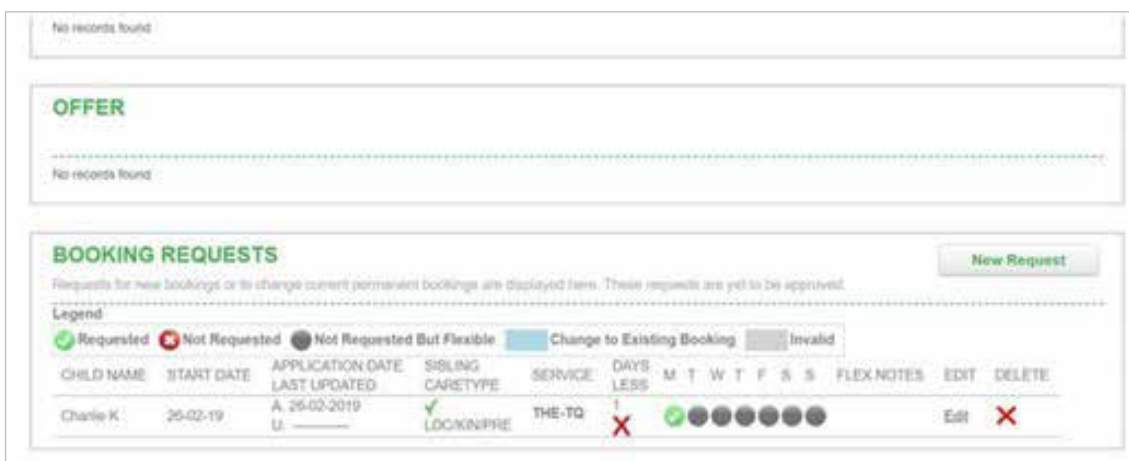 No records found
OFFER
No records found
BOOKING REQUESTS
New Request
Requests for new bookings or to change current permanent bookings are displayed here. These requests are yet to be approved.
Legend
Requested Not Requested Not Requested But Flexible Change to Existing Booking Invalid
CHILD NAME START DATE APPLICATION DATE LAST UPDATED SIBLING CARETYPE SERVICE DAYS LESS M T W T F S S FLEX NOTES EDIT DELETE
Charlie K 26-02-19 A. 26-02-2019 U. ———— LDC/KIN/PRE THE-TQ 1 Edit